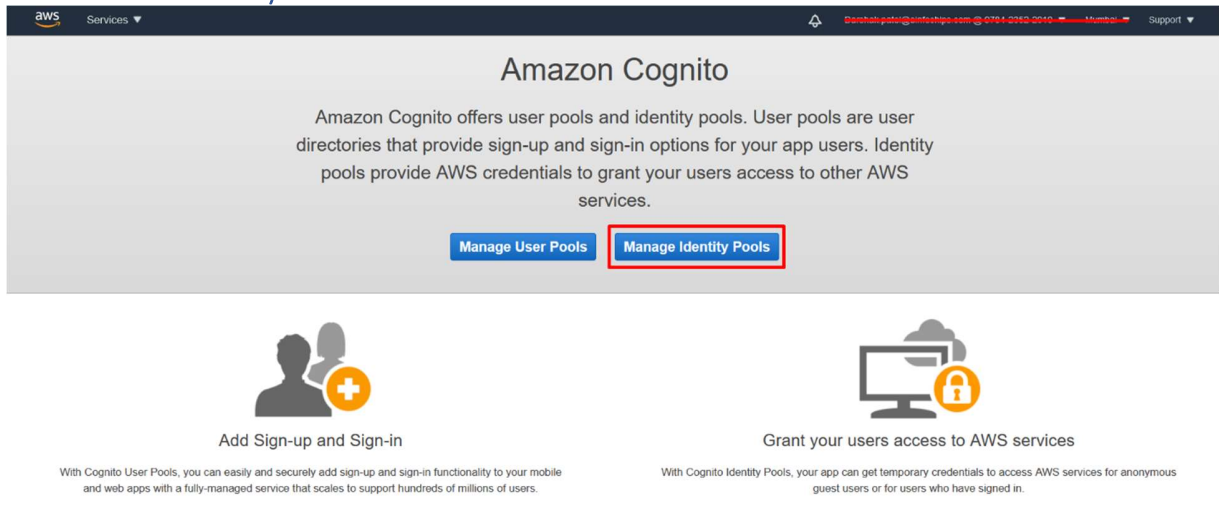 aws
Services ▼
Support ▼
Amazon Cognito
Amazon Cognito offers user pools and identity pools. User pools are user
directories that provide sign-up and sign-in options for your app users. Identity
pools provide AWS credentials to grant your users access to other AWS
services.
Manage User Pools
Manage Identity Pools
Add Sign-up and Sign-in
With Cognito User Pools, you can easily and securely add sign-up and sign-in functionality to your mobile
and web apps with a fully-managed service that scales to support hundreds of millions of users.
Grant your users access to AWS services
With Cognito Identity Pools, your app can get temporary credentials to access AWS services for anonymous
guest users or for users who have signed in.